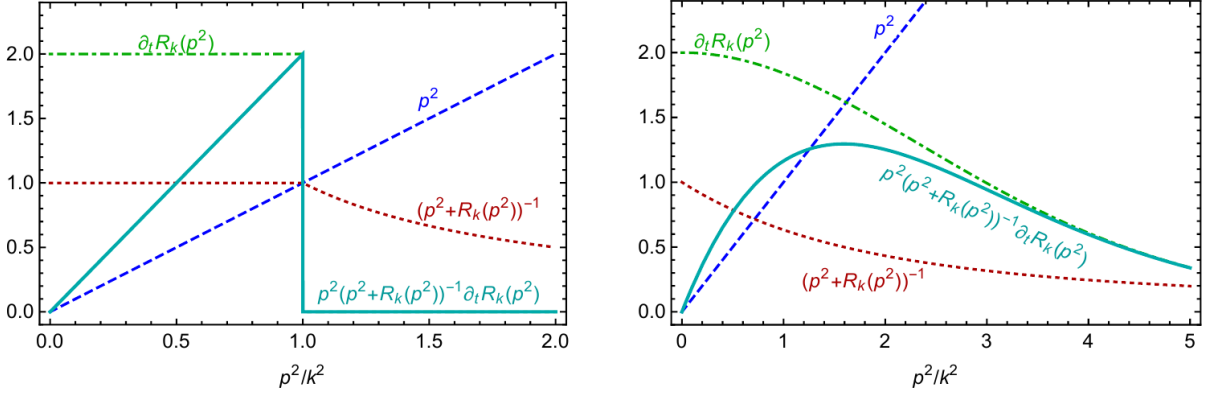 ∂ₜRₖ(p²)
p²
(p²+Rₖ(p²))⁻¹
p²(p²+Rₖ(p²))⁻¹∂ₜRₖ(p²)
2.0
1.5
1.0
0.5
0.0
0.0 0.5 1.0 1.5 2.0
p²/k²
∂ₜRₖ(p²)
p²
p²(p²+Rₖ(p²))⁻¹∂ₜRₖ(p²)
(p²+Rₖ(p²))⁻¹
2.0
1.5
1.0
0.5
0.0
0 1 2 3 4 5
p²/k²